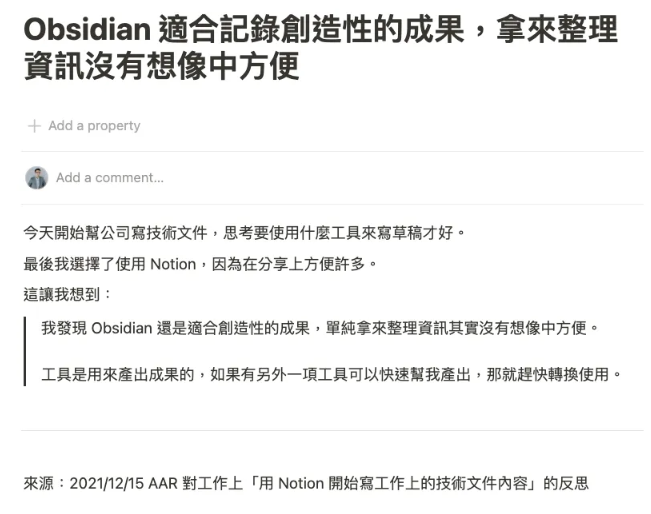 Obsidian 適合記錄創造性的成果，拿來整理
資訊沒有想像中方便
Add a property
Add a comment...
今天開始幫公司寫技術文件，思考要使用什麼工具來寫草稿才好。
最後我選擇了使用 Notion，因為在分享上方便許多。
這讓我想到：
我發現 Obsidian 還是適合創造性的成果，單純拿來整理資訊其實沒有想像中方便。
工具是用來產出成果的，如果有另外一項工具可以快速幫我產出，那就趕快轉換使用。
來源：2021/12/15 AAR 對工作上「用 Notion 開始寫工作上的技術文件內容」的反思